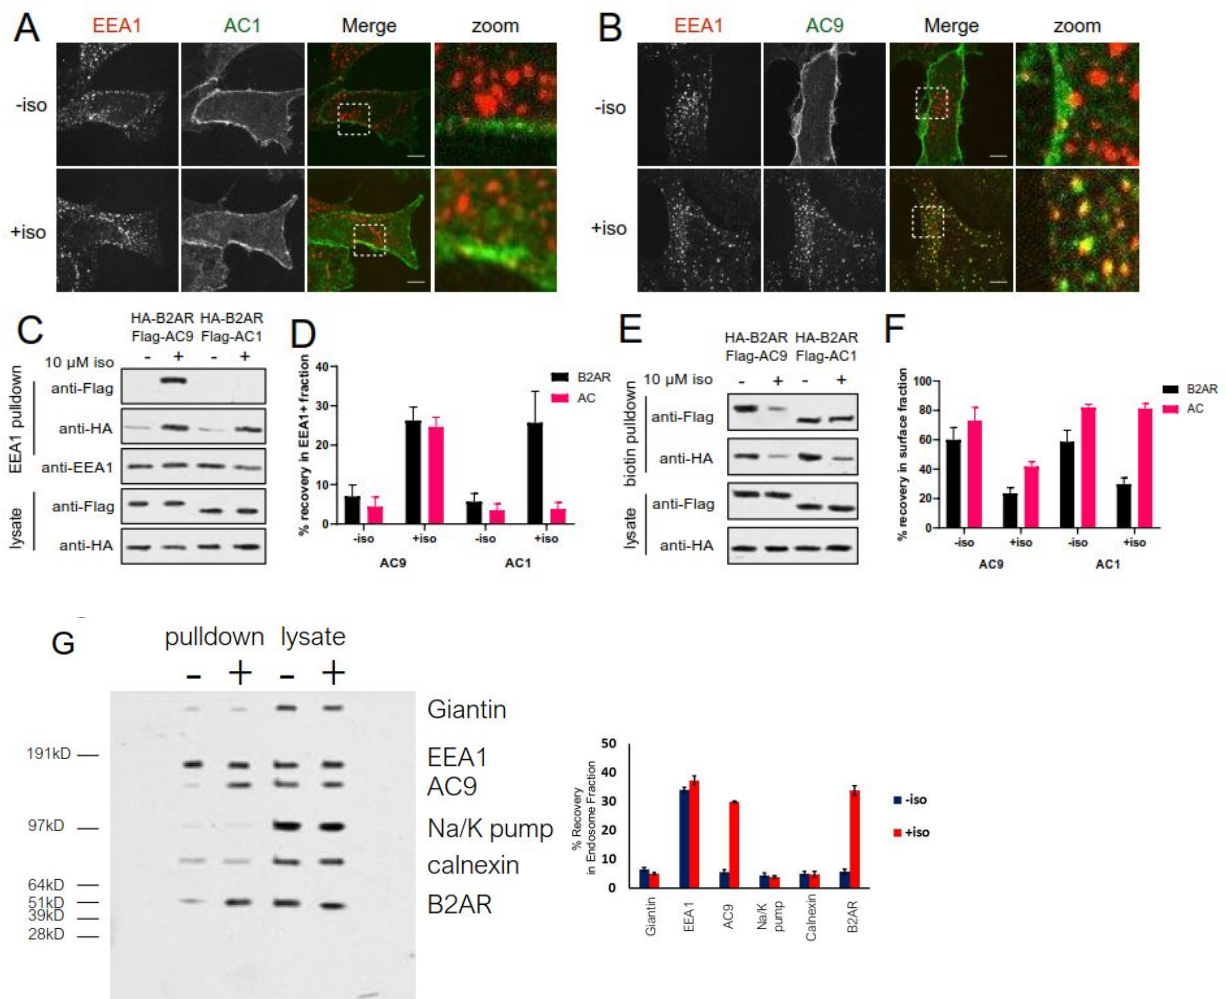 A
EEA1 AC1 Merge zoom
-iso
+iso
B
EEA1 AC9 Merge zoom
-iso
+iso
C
HA-B2AR HA-B2AR
Flag-AC9 Flag-AC1
10 µM iso - + - +
EEA1 pulldown
anti-Flag
anti-HA
anti-EEA1
lysate
anti-Flag
anti-HA
D
% recovery in EEA1+ fraction
40
30
20
10
0
-iso +iso -iso +iso
AC9 AC1
B2AR
AC
E
HA-B2AR HA-B2AR
Flag-AC9 Flag-AC1
10 µM iso - + - +
biotin pulldown
anti-Flag
anti-HA
lysate
anti-Flag
anti-HA
F
% recovery in surface fraction
100
80
60
40
20
0
-iso +iso -iso +iso
AC9 AC1
B2AR
AC
G
pulldown lysate
- + - +
Giantin
191kD
EEA1
AC9
97kD
Na/K pump
calnexin
64kD
51kD
B2AR
39kD
28kD
% Recovery
in Endosome Fraction
50
40
30
20
10
0
Giantin
EEA1
AC9
Na/K
pump
Calnexin
B2AR
-iso
+iso